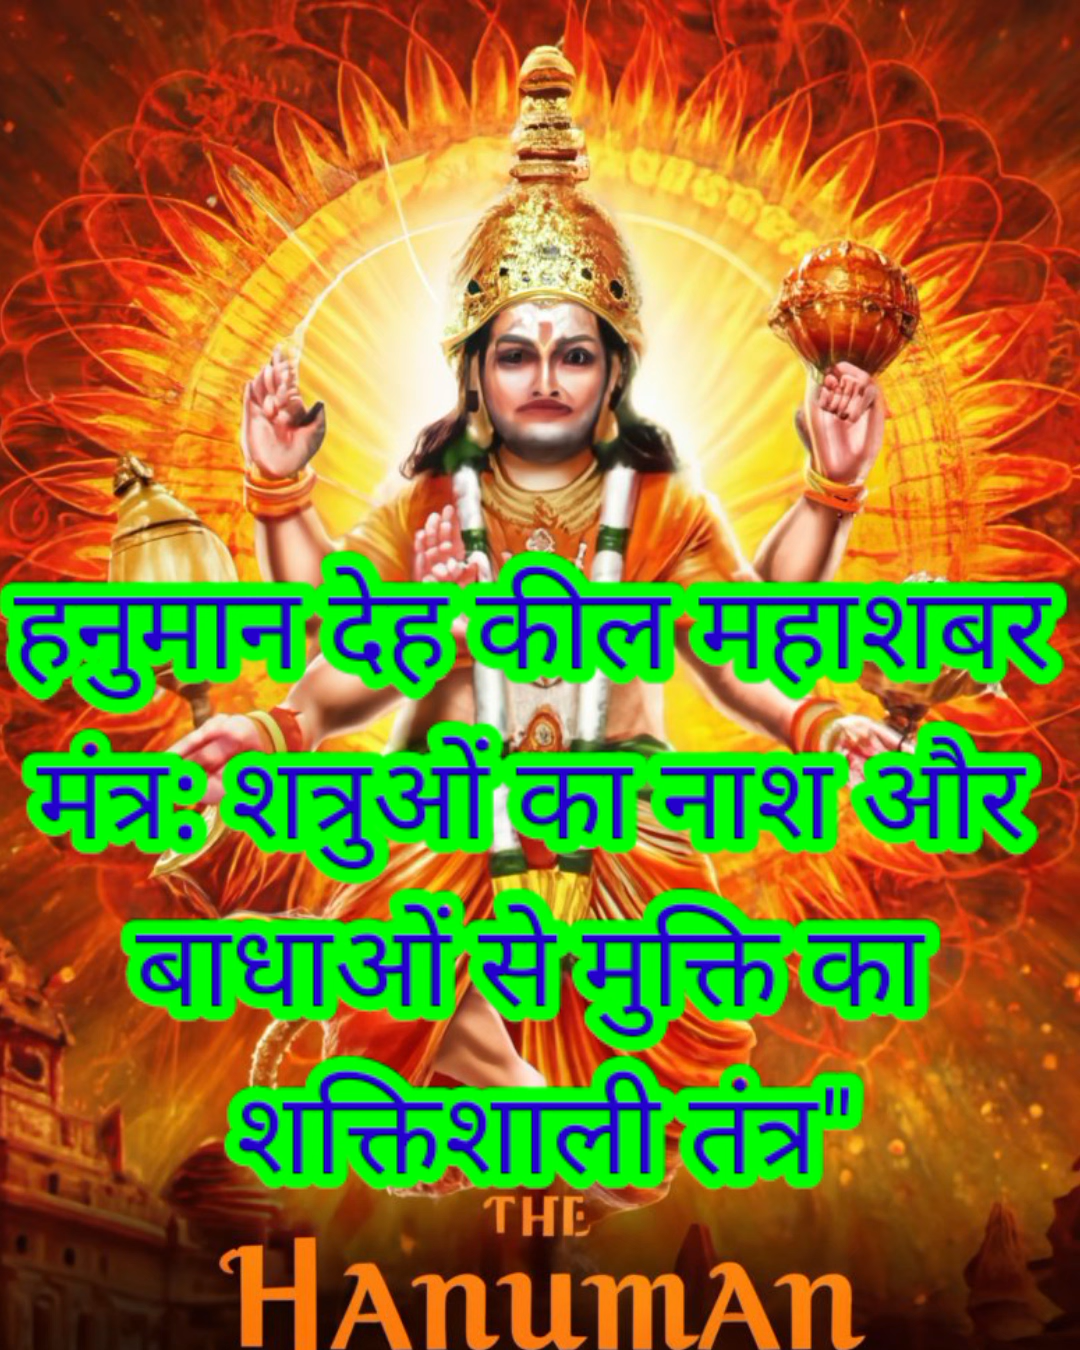 हनुमान देह कील महाशबर
मंत्र: शत्रुओं का नाश और
बाधाओं से मुक्ति का
शक्तिशाली तंत्र"
THE
HANUMAN